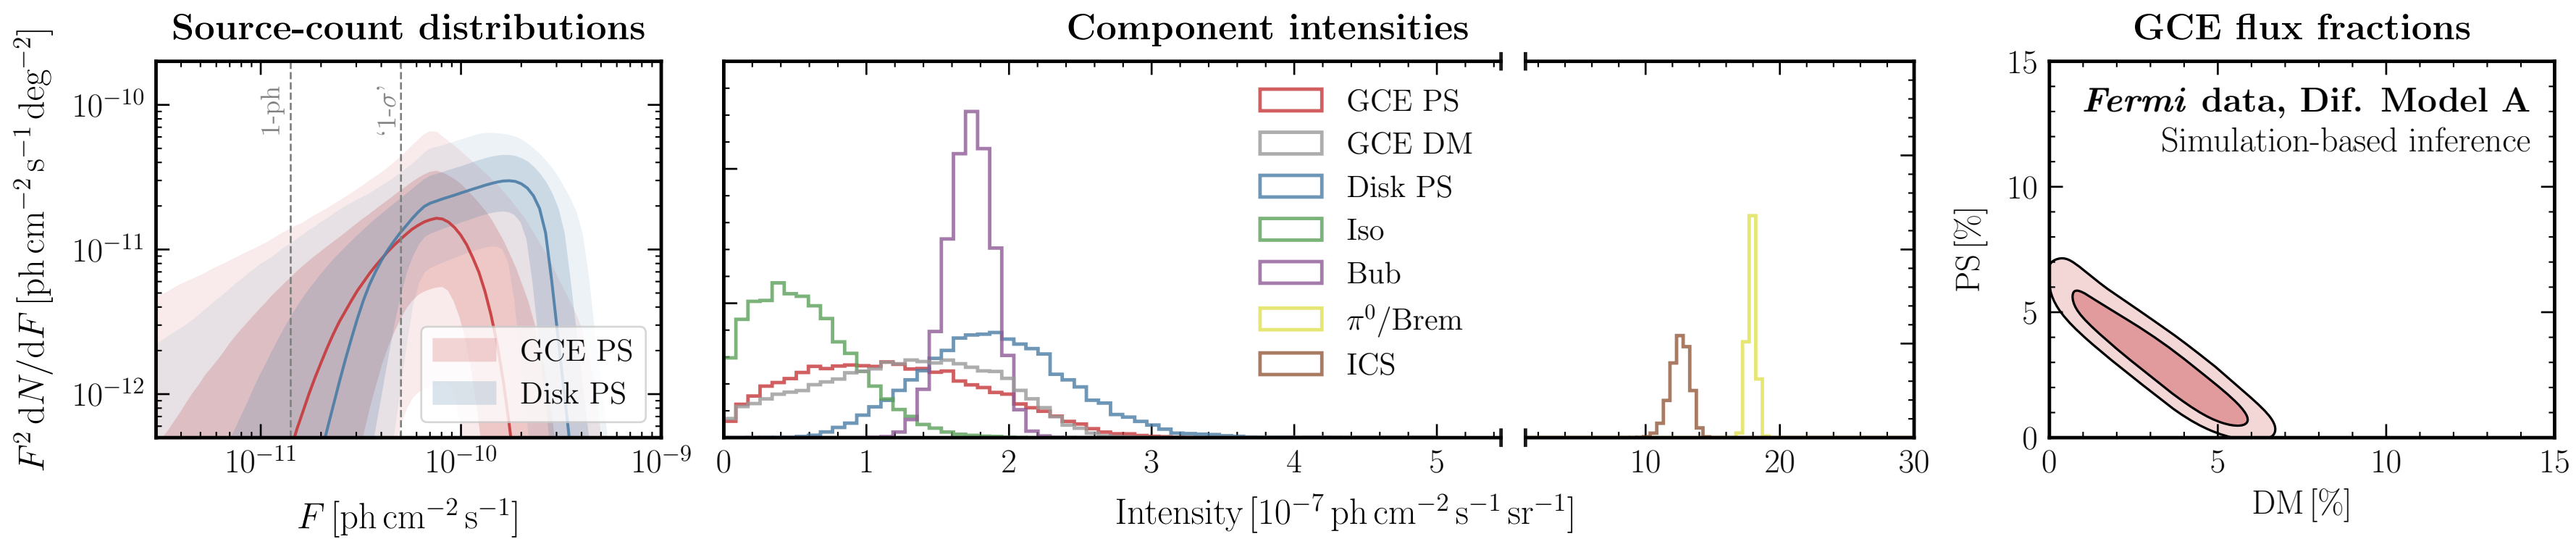 Source-count distributions
F² dN/dF [ph cm⁻² s⁻¹ deg⁻²]
10⁻¹⁰
10⁻¹¹
10⁻¹²
1-ph
‘1-σ’
GCE PS
Disk PS
10⁻¹¹ 10⁻¹⁰ 10⁻⁹
F [ph cm⁻² s⁻¹]
Component intensities
GCE PS
GCE DM
Disk PS
Iso
Bub
π⁰/Brem
ICS
0 1 2 3 4 5 10 20 30
Intensity [10⁻⁷ ph cm⁻² s⁻¹ sr⁻¹]
GCE flux fractions
Fermi data, Dif. Model A
Simulation-based inference
PS [%]
15
10
5
0
0 5 10 15
DM [%]